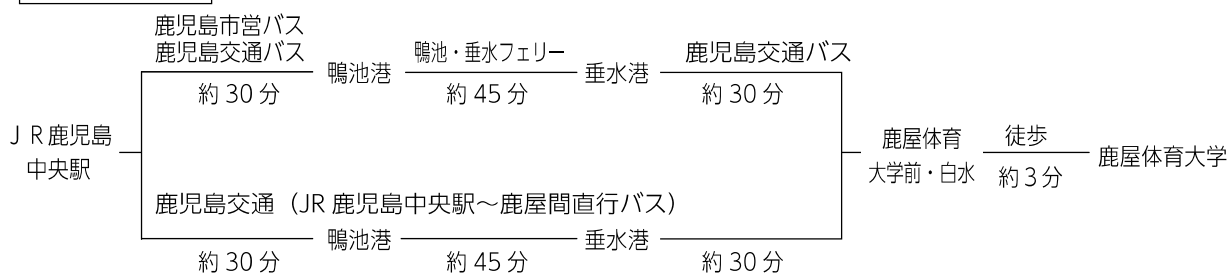 鹿児島市営バス
鹿児島交通バス
鴨池港
鴨池・垂水フェリー
垂水港
鹿児島交通バス
約 30 分
約 45 分
約 30 分
ＪＲ鹿児島
中央駅
鹿屋体育
大学前・白水
徒歩
約 3 分
鹿屋体育大学
鹿児島交通（JR 鹿児島中央駅～鹿屋間直行バス）
鴨池港
垂水港
約 30 分
約 45 分
約 30 分